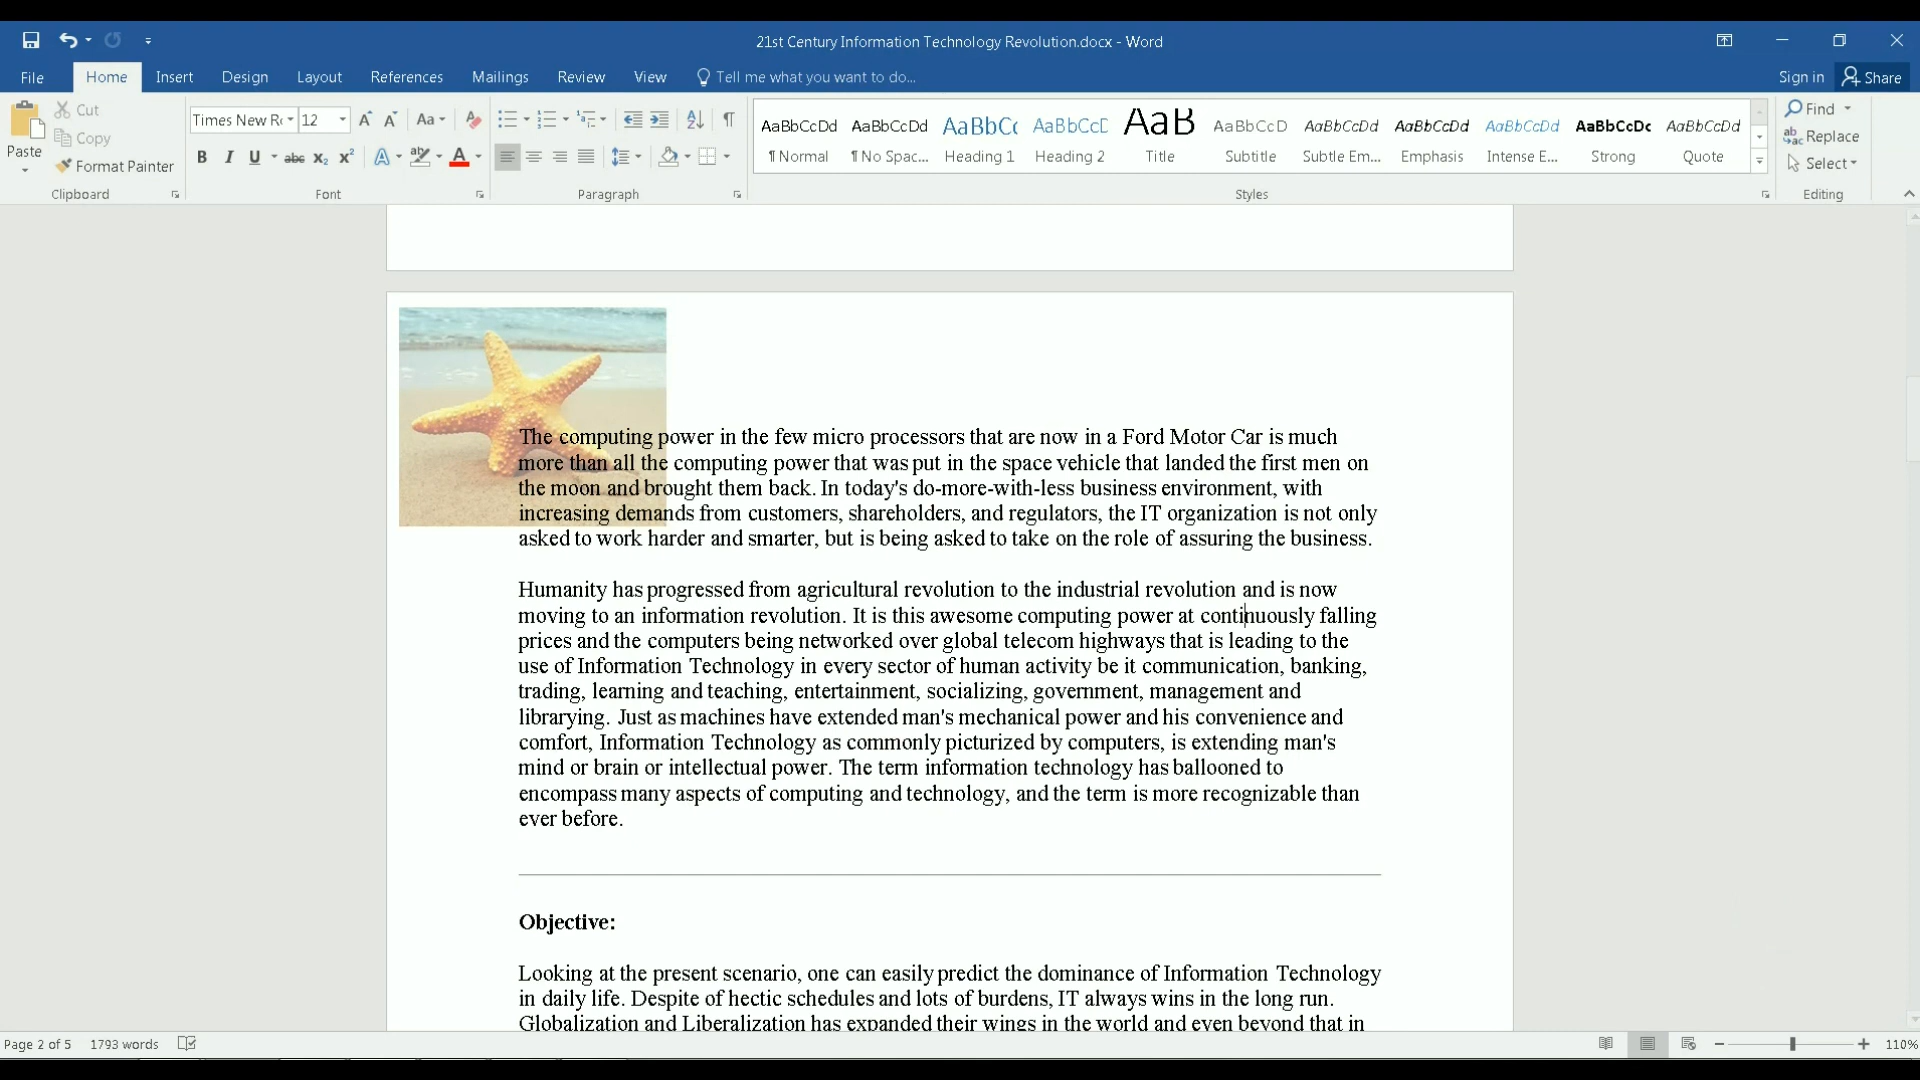 21st Century Information Technology Revolution.docx - Word
File Home Insert Design Layout References Mailings Review View Tell me what you want to do... Sign in Share
Paste
Cut
Copy
Format Painter
Clipboard
Times New Ro 12 Aa
B I U abc X₂ X² A ab A
Font
Paragraph
AaBbCcDd AaBbCcDd AaBbCc AaBbCcD AaB AaBbCcD AaBbCcDd AaBbCcDd AaBbCcDd AaBbCcDc AaBbCcDd
¶ Normal ¶ No Spac... Heading 1 Heading 2 Title Subtitle Subtle Em... Emphasis Intense E... Strong Quote
Styles
Find
Replace
Select
Editing
The computing power in the few micro processors that are now in a Ford Motor Car is much
more than all the computing power that was put in the space vehicle that landed the first men on
the moon and brought them back. In today's do-more-with-less business environment, with
increasing demands from customers, shareholders, and regulators, the IT organization is not only
asked to work harder and smarter, but is being asked to take on the role of assuring the business.
Humanity has progressed from agricultural revolution to the industrial revolution and is now
moving to an information revolution. It is this awesome computing power at continuously falling
prices and the computers being networked over global telecom highways that is leading to the
use of Information Technology in every sector of human activity be it communication, banking,
trading, learning and teaching, entertainment, socializing, government, management and
librarying. Just as machines have extended man's mechanical power and his convenience and
comfort, Information Technology as commonly picturized by computers, is extending man's
mind or brain or intellectual power. The term information technology has ballooned to
encompass many aspects of computing and technology, and the term is more recognizable than
ever before.
Objective:
Looking at the present scenario, one can easily predict the dominance of Information Technology
in daily life. Despite of hectic schedules and lots of burdens, IT always wins in the long run.
Globalization and Liberalization has expanded their wings in the world and even beyond that in
Page 2 of 5 1793 words 110%